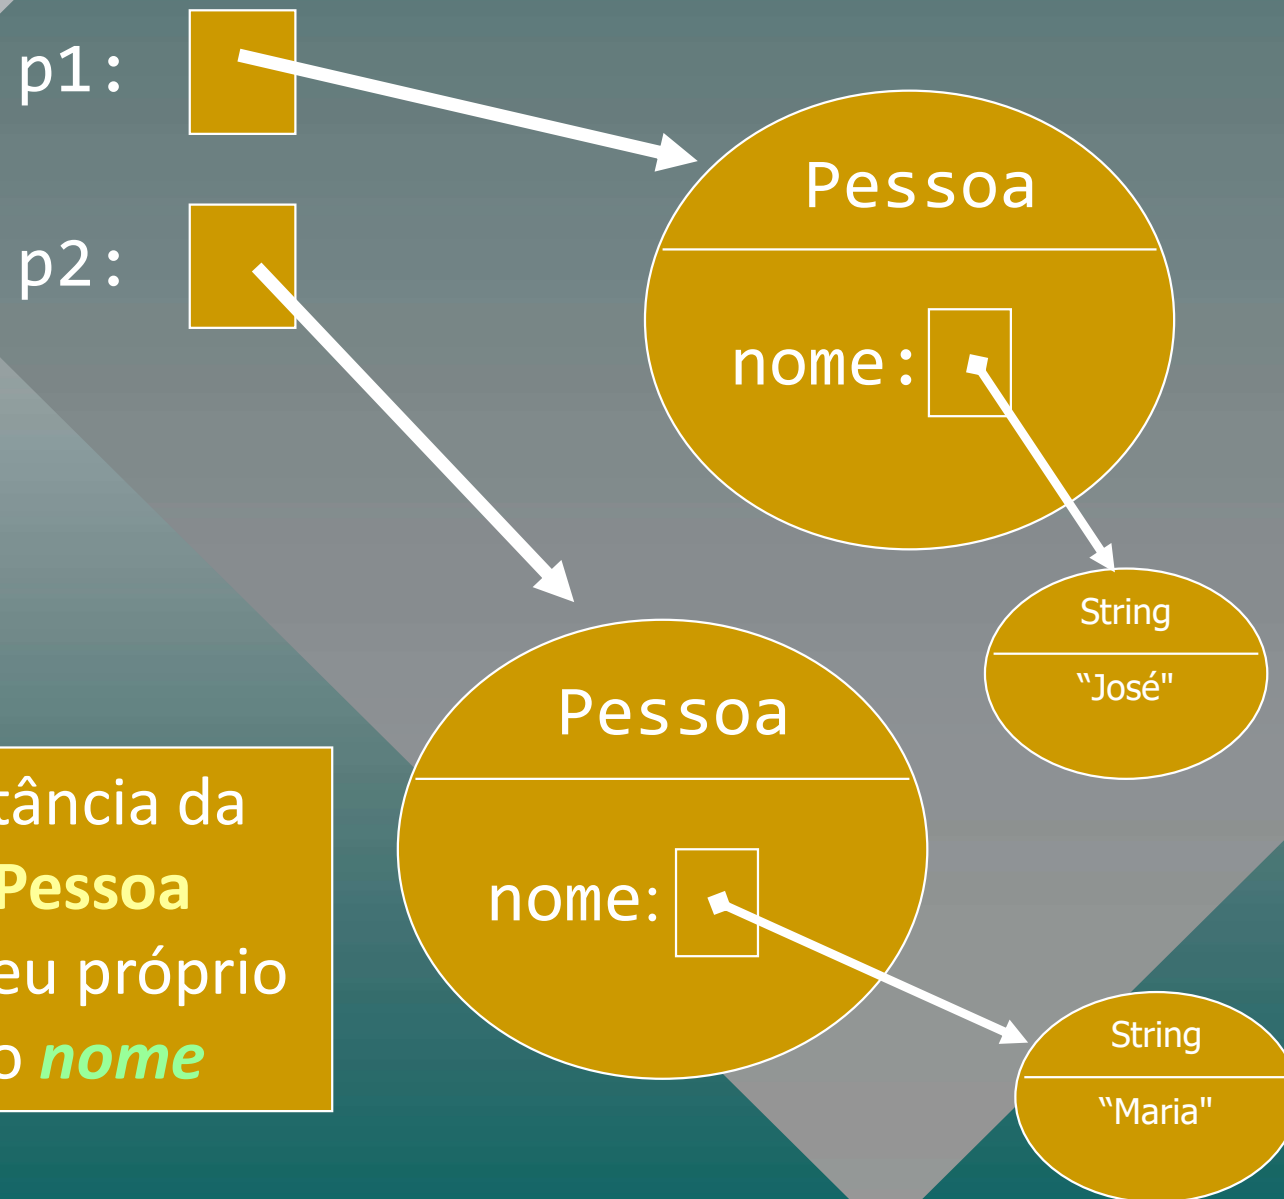 p1:
Pessoa
p2:
nome:
String
“José"
Pessoa
tância da
Pessoa
eu próprio
o nome
nome:
String
“Maria"